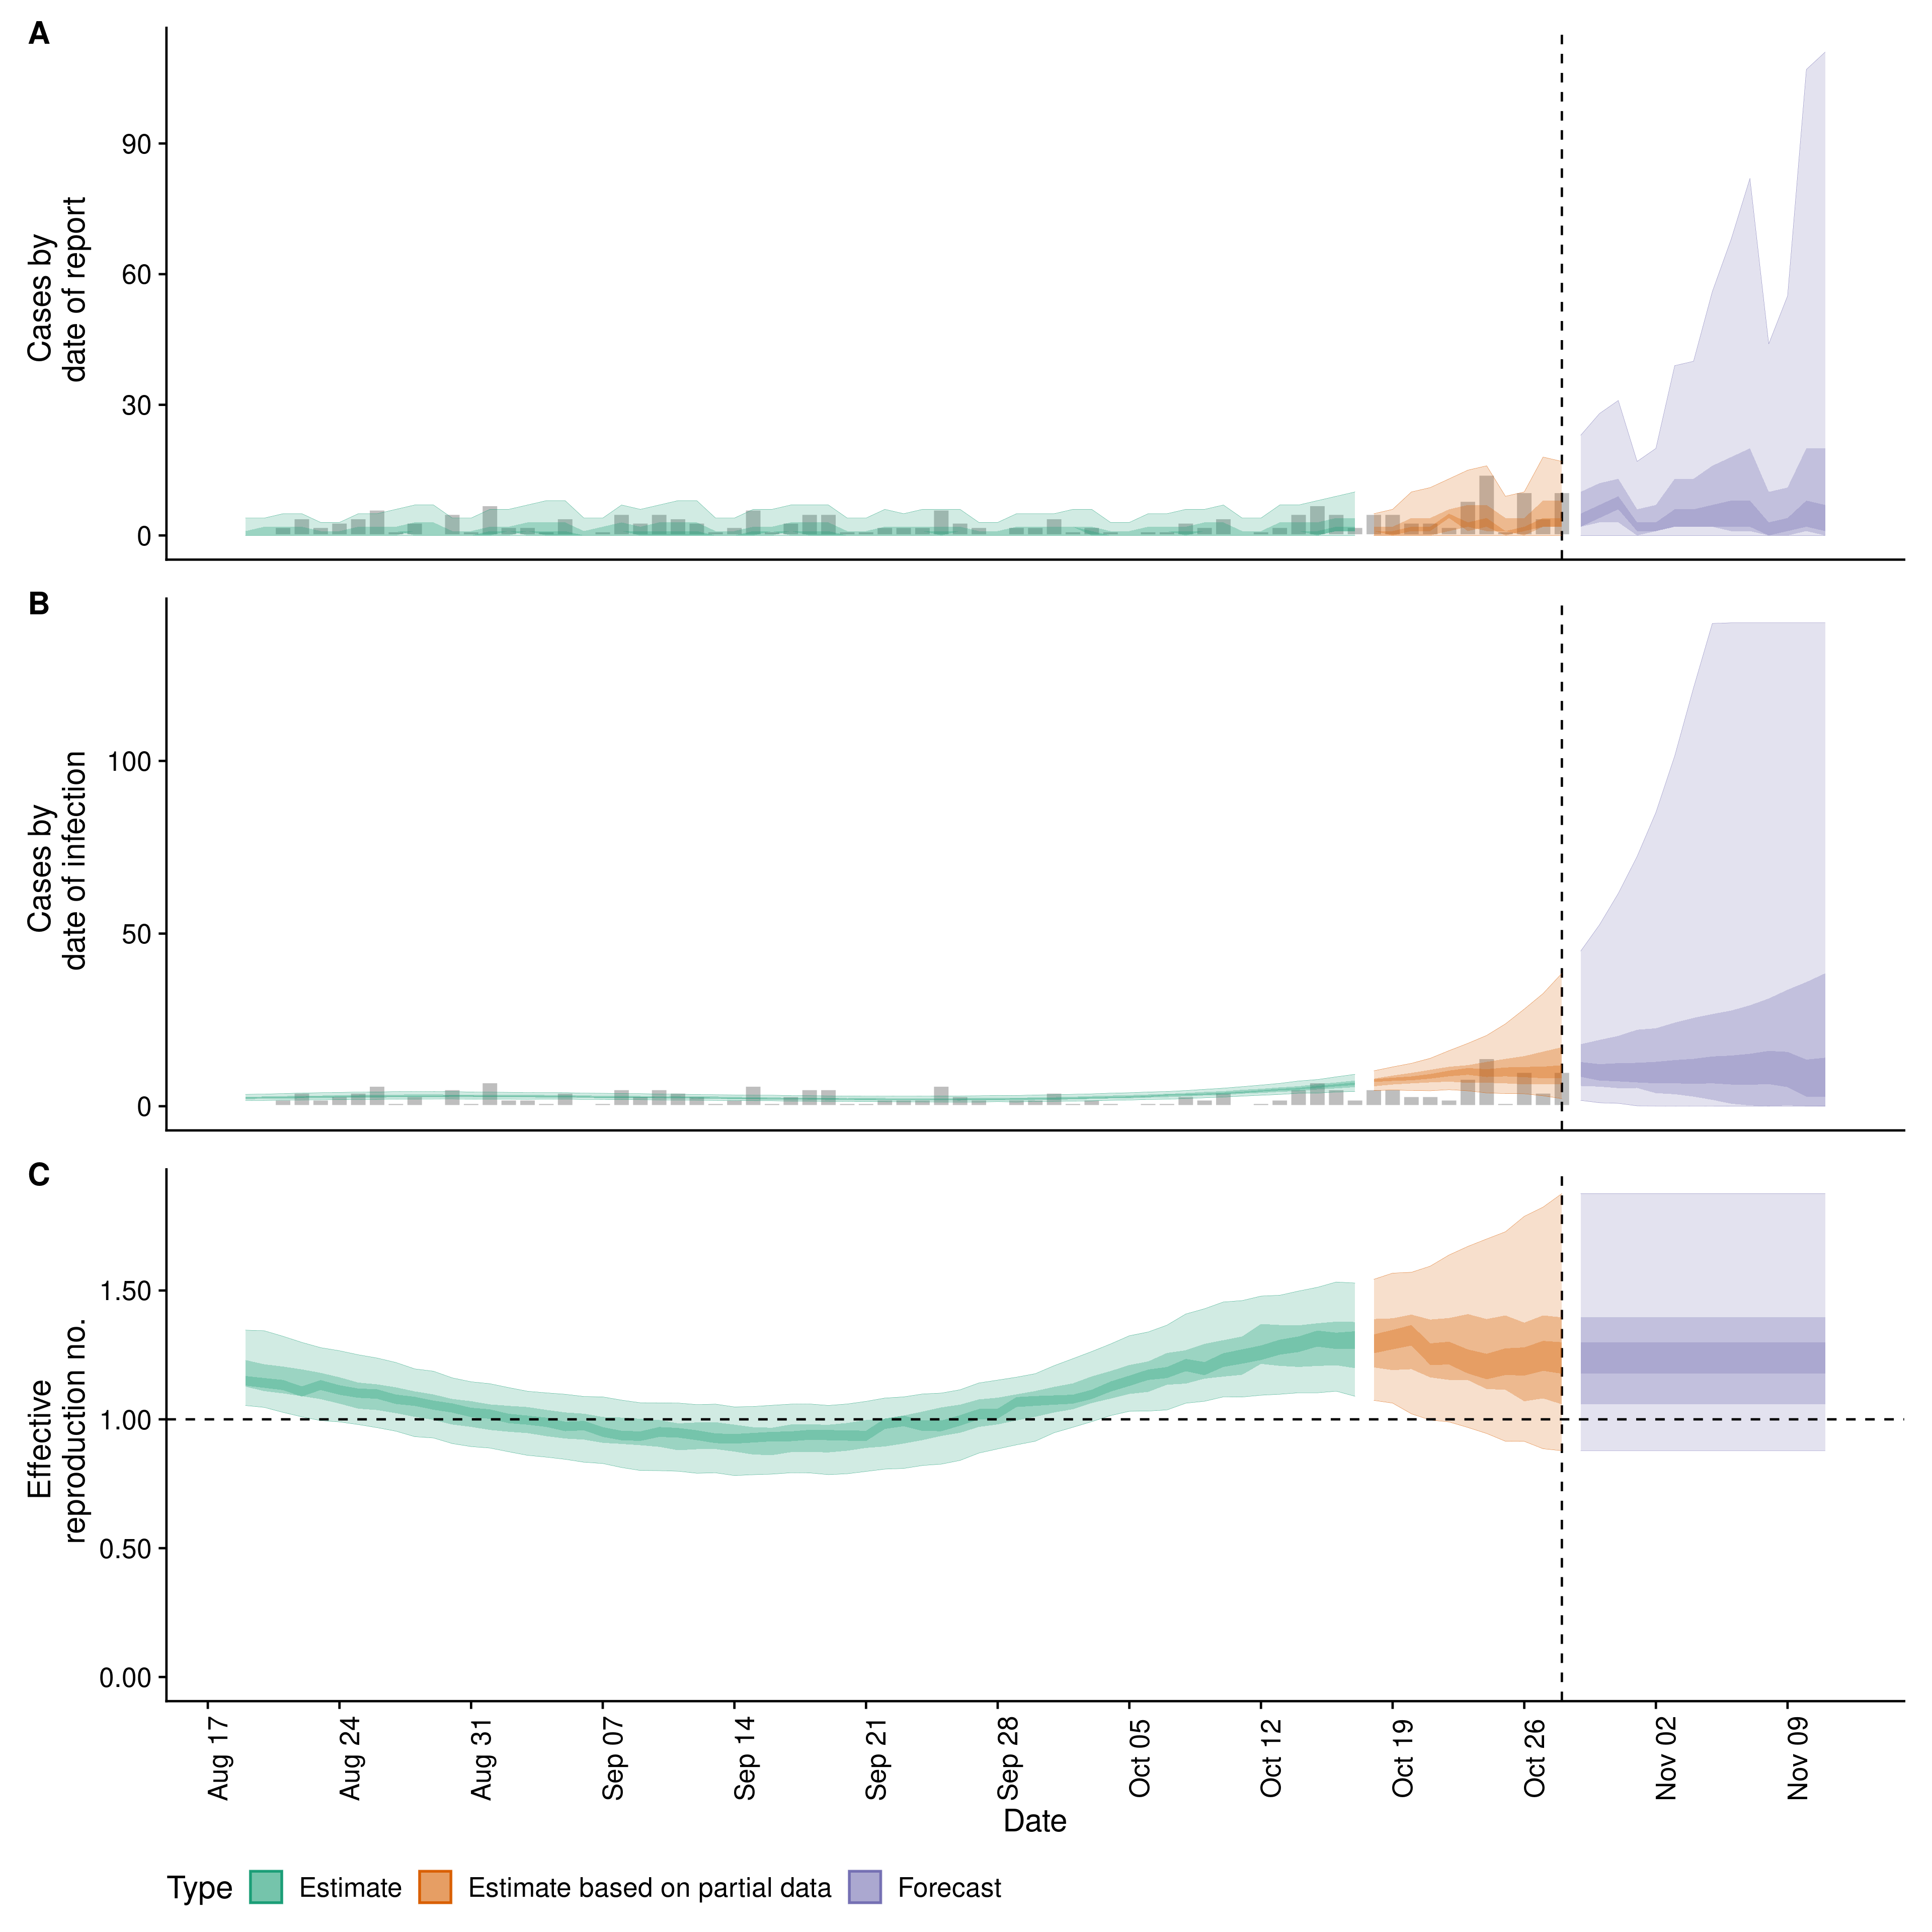 A
Cases by
date of report
90
60
30
0
B
Cases by
date of infection
100
50
0
C
Effective
reproduction no.
1.50
1.00
0.50
0.00
Aug 17
Aug 24
Aug 31
Sep 07
Sep 14
Sep 21
Sep 28
Oct 05
Oct 12
Oct 19
Oct 26
Nov 02
Nov 09
Date
Type Estimate Estimate based on partial data Forecast